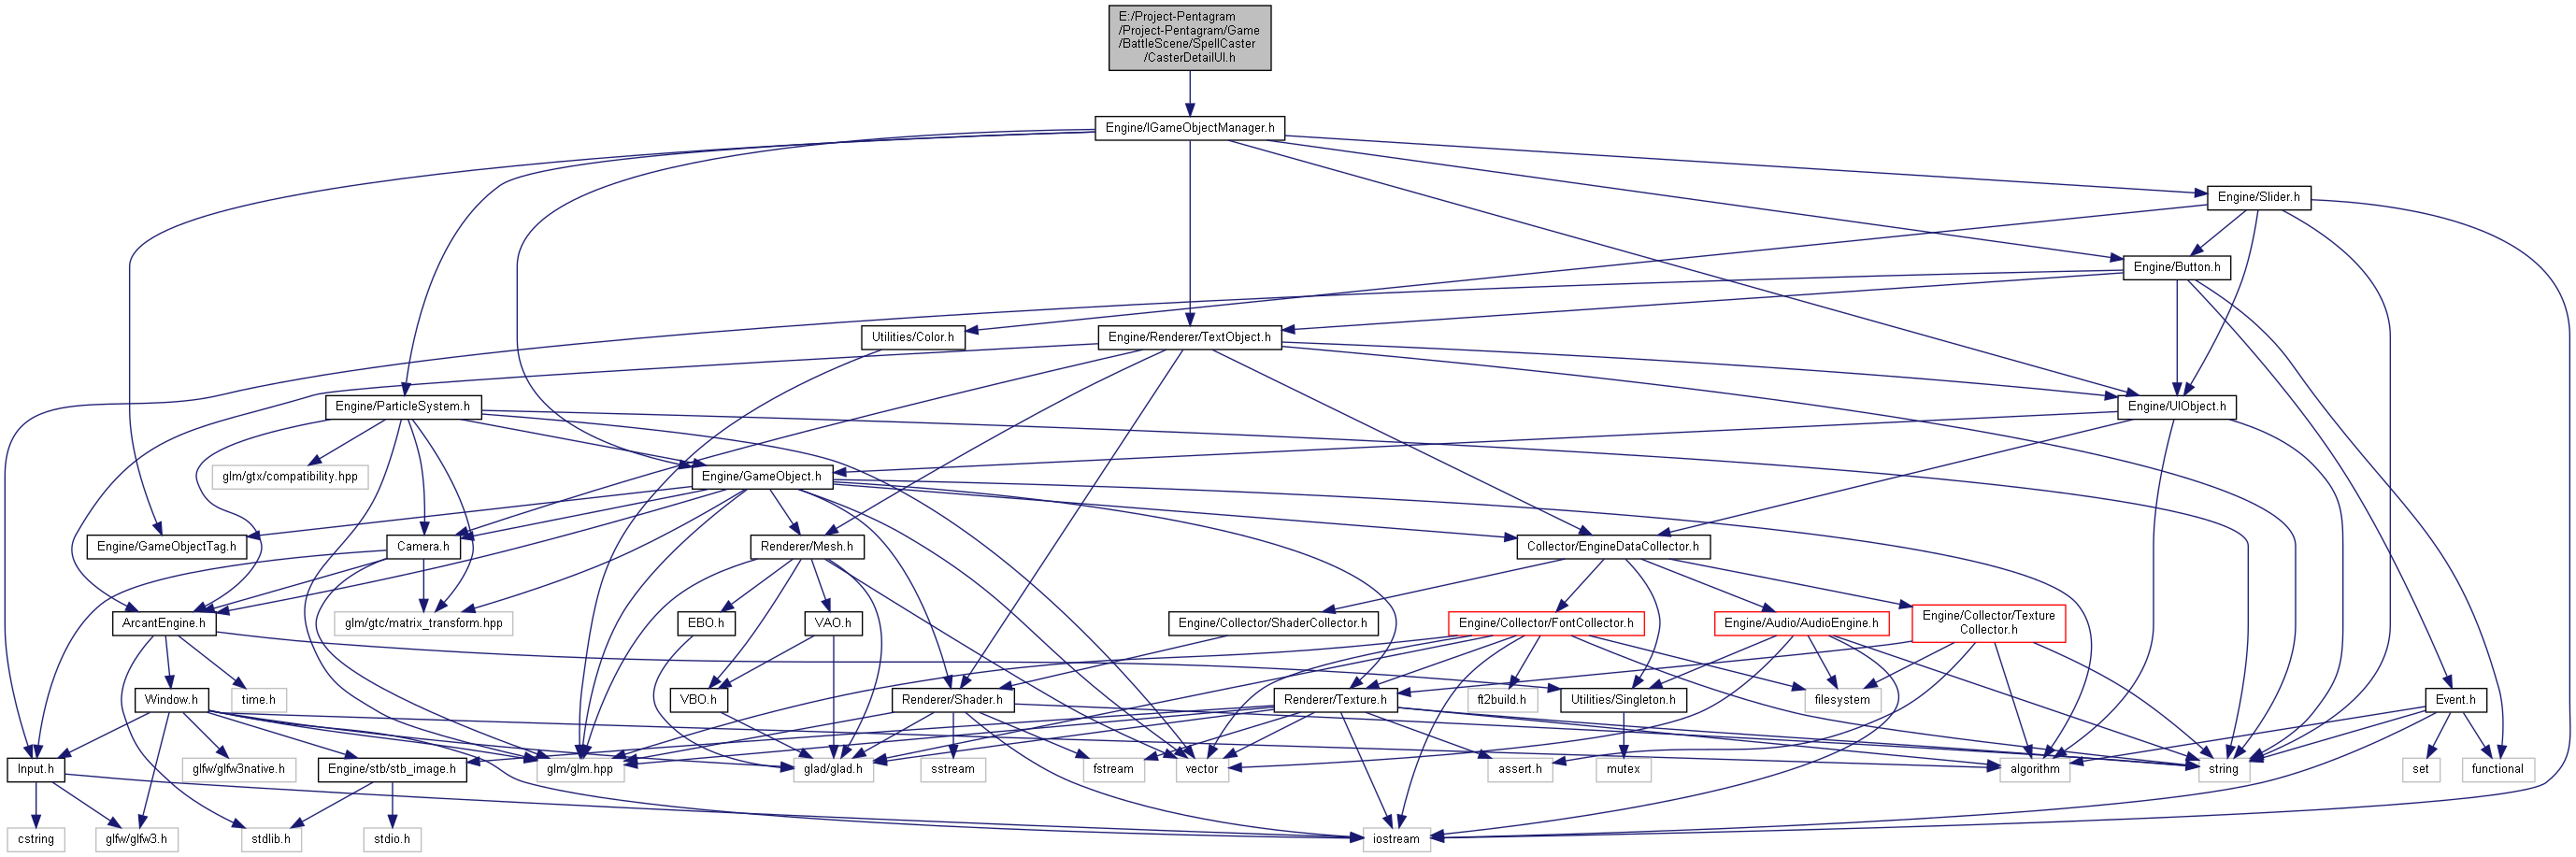 E:/Project-Pentagram
/Project-Pentagram/Game
/BattleScene/SpellCaster
/CasterDetailUI.h
Engine/IGameObjectManager.h
Engine/Slider.h
Engine/Button.h
Utilities/Color.h
Engine/Renderer/TextObject.h
Engine/ParticleSystem.h
Engine/UIObject.h
glm/gtx/compatibility.hpp
Engine/GameObject.h
Engine/GameObjectTag.h
Camera.h
Renderer/Mesh.h
Collector/EngineDataCollector.h
ArcantEngine.h
glm/gtc/matrix_transform.hpp
EBO.h
VAO.h
Engine/Collector/ShaderCollector.h
Engine/Collector/FontCollector.h
Engine/Audio/AudioEngine.h
Engine/Collector/Texture
Collector.h
Window.h
time.h
VBO.h
Renderer/Shader.h
Renderer/Texture.h
ft2build.h
Utilities/Singleton.h
filesystem
Event.h
Input.h
glfw/glfw3native.h
Engine/stb/stb_image.h
glm/glm.hpp
glad/glad.h
sstream
fstream
vector
assert.h
mutex
algorithm
string
set
functional
cstring
glfw/glfw3.h
stdlib.h
stdio.h
iostream